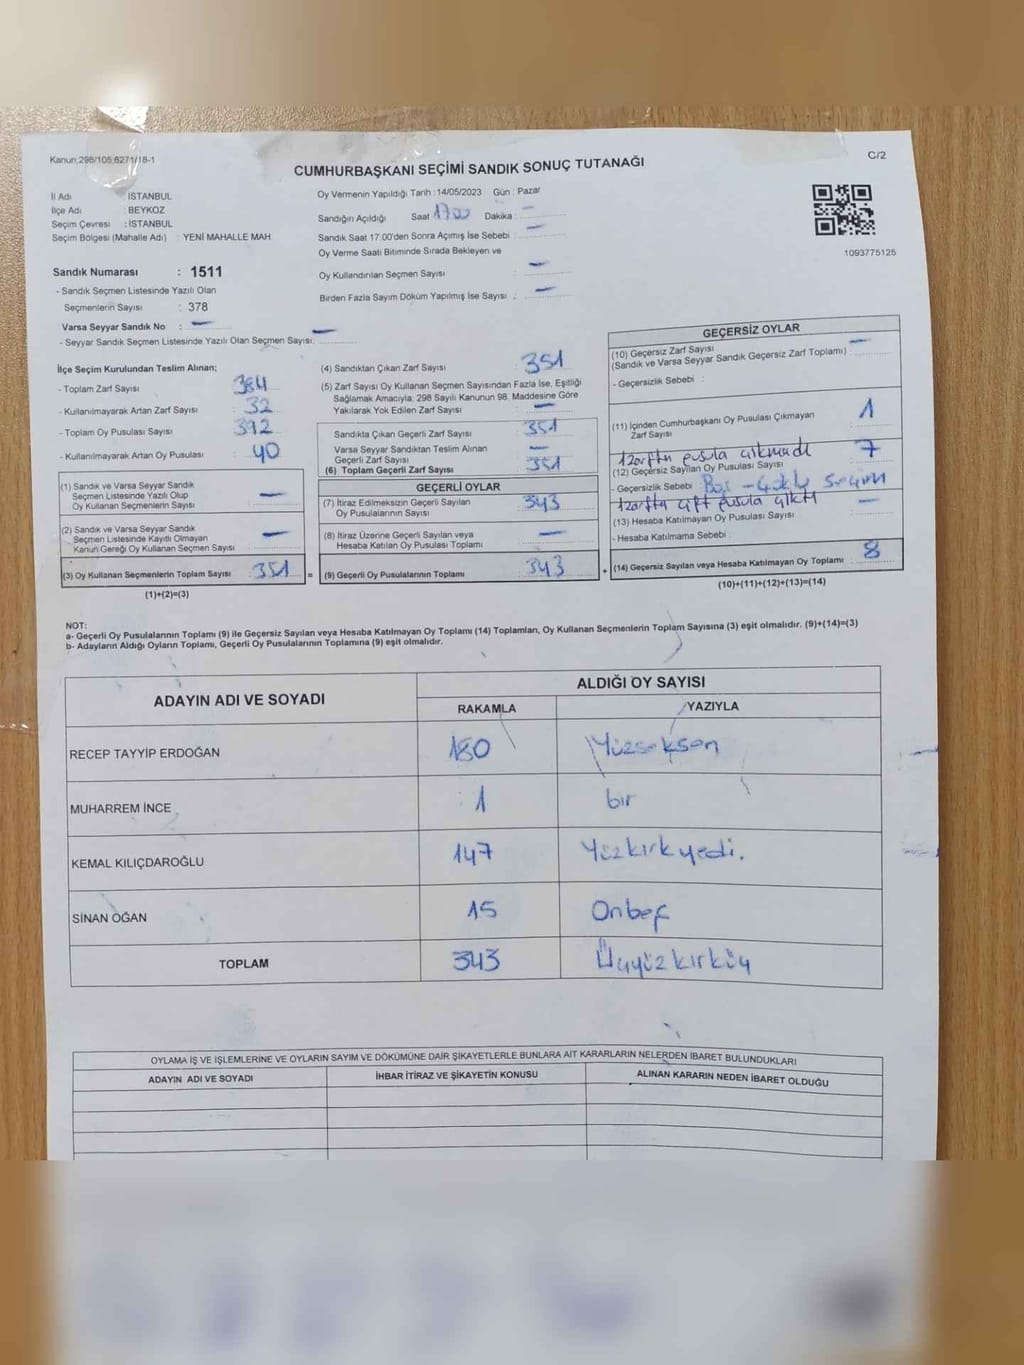 Kanun:298/105;6271/18-1
C/2
CUMHURBAŞKANI SEÇİMİ SANDIK SONUÇ TUTANAĞI
İl Adı : İSTANBUL
İlçe Adı : BEYKOZ
Seçim Çevresi : İSTANBUL
Seçim Bölgesi (Mahalle Adı) : YENİ MAHALLE MAH.
Sandık Numarası : 1511
- Sandık Seçmen Listesinde Yazılı Olan
Seçmenlerin Sayısı : 378
Varsa Seyyar Sandık No : —
- Seyyar Sandık Seçmen Listesinde Yazılı Olan Seçmen Sayısı: —
Oy Vermenin Yapıldığı Tarih : 14/05/2023 Gün : Pazar
Sandığın Açıldığı Saat 1700 Dakika : —
Sandık Saat 17:00'den Sonra Açımış İse Sebebi : —
Oy Verme Saati Bitiminde Sırada Bekleyen ve
Oy Kullandırılan Seçmen Sayısı : —
Birden Fazla Sayım Döküm Yapılmış İse Sayısı : —
1093775125
İlçe Seçim Kurulundan Teslim Alınan;
- Toplam Zarf Sayısı 384
- Kullanılmayarak Artan Zarf Sayısı 32
- Toplam Oy Pusulası Sayısı 392
- Kullanılmayarak Artan Oy Pusulası 40
(1) Sandık ve Varsa Seyyar Sandık
Seçmen Listesinde Yazılı Olup
Oy Kullanan Seçmenlerin Sayısı —
(2) Sandık ve Varsa Seyyar Sandık
Seçmen Listesinde Kayıtlı Olmayan
Kanun Gereği Oy Kullanan Seçmen Sayısı —
(3) Oy Kullanan Seçmenlerin Toplam Sayısı : 351 =
(1)+(2)=(3)
(4) Sandıktan Çıkan Zarf Sayısı : 351
(5) Zarf Sayısı Oy Kullanan Seçmen Sayısından Fazla İse, Eşitliği
Sağlamak Amacıyla; 298 Sayılı Kanunun 98. Maddesine Göre
Yakılarak Yok Edilen Zarf Sayısı : —
Sandıkta Çıkan Geçerli Zarf Sayısı : 351
Varsa Seyyar Sandıktan Teslim Alınan
Geçerli Zarf Sayısı : —
(6) Toplam Geçerli Zarf Sayısı : 351
GEÇERLİ OYLAR
(7) İtiraz Edilmeksizin Geçerli Sayılan
Oy Pusulalarının Sayısı : 343
(8) İtiraz Üzerine Geçerli Sayılan veya
Hesaba Katılan Oy Pusulası Toplamı : —
(9) Geçerli Oy Pusulalarının Toplamı : 343 +
GEÇERSİZ OYLAR
(10) Geçersiz Zarf Sayısı
(Sandık ve Varsa Seyyar Sandık Geçersiz Zarf Toplamı) : —
- Geçersizlik Sebebi :
(11) İçinden Cumhurbaşkanı Oy Pusulası Çıkmayan
Zarf Sayısı 1
1 zarftn pusula çıkmadı
(12) Geçersiz Sayılan Oy Pusulası Sayısı 7
- Geçersizlik Sebebi Boş - Çoklu seçim
1 zarftn çift pusula çıktı
(13) Hesaba Katılmayan Oy Pusulası Sayısı —
- Hesaba Katılmama Sebebi :
(14) Geçersiz Sayılan veya Hesaba Katılmayan Oy Toplamı : 8
(10)+(11)+(12)+(13)=(14)
NOT:
a- Geçerli Oy Pusulalarının Toplamı (9) ile Geçersiz Sayılan veya Hesaba Katılmayan Oy Toplamı (14) Toplamları, Oy Kullanan Seçmenlerin Toplam Sayısına (3) eşit olmalıdır. (9)+(14)=(3)
b- Adayların Aldığı Oyların Toplamı, Geçerli Oy Pusulalarının Toplamına (9) eşit olmalıdır.
ADAYIN ADI VE SOYADI
ALDIĞI OY SAYISI
RAKAMLA YAZIYLA
RECEP TAYYİP ERDOĞAN 180 Yüzseksen
MUHARREM İNCE 1 bir
KEMAL KILIÇDAROĞLU 147 Yüzkırkyedi.
SİNAN OĞAN 15 Onbeş
TOPLAM 343 Üçyüzkırküç
OYLAMA İŞ VE İŞLEMLERİNE VE OYLARIN SAYIM VE DÖKÜMÜNE DAİR ŞİKAYETLERLE BUNLARA AİT KARARLARIN NELERDEN İBARET BULUNDUKLARI
ADAYIN ADI VE SOYADI İHBAR İTİRAZ VE ŞİKAYETİN KONUSU ALINAN KARARIN NEDEN İBARET OLDUĞU